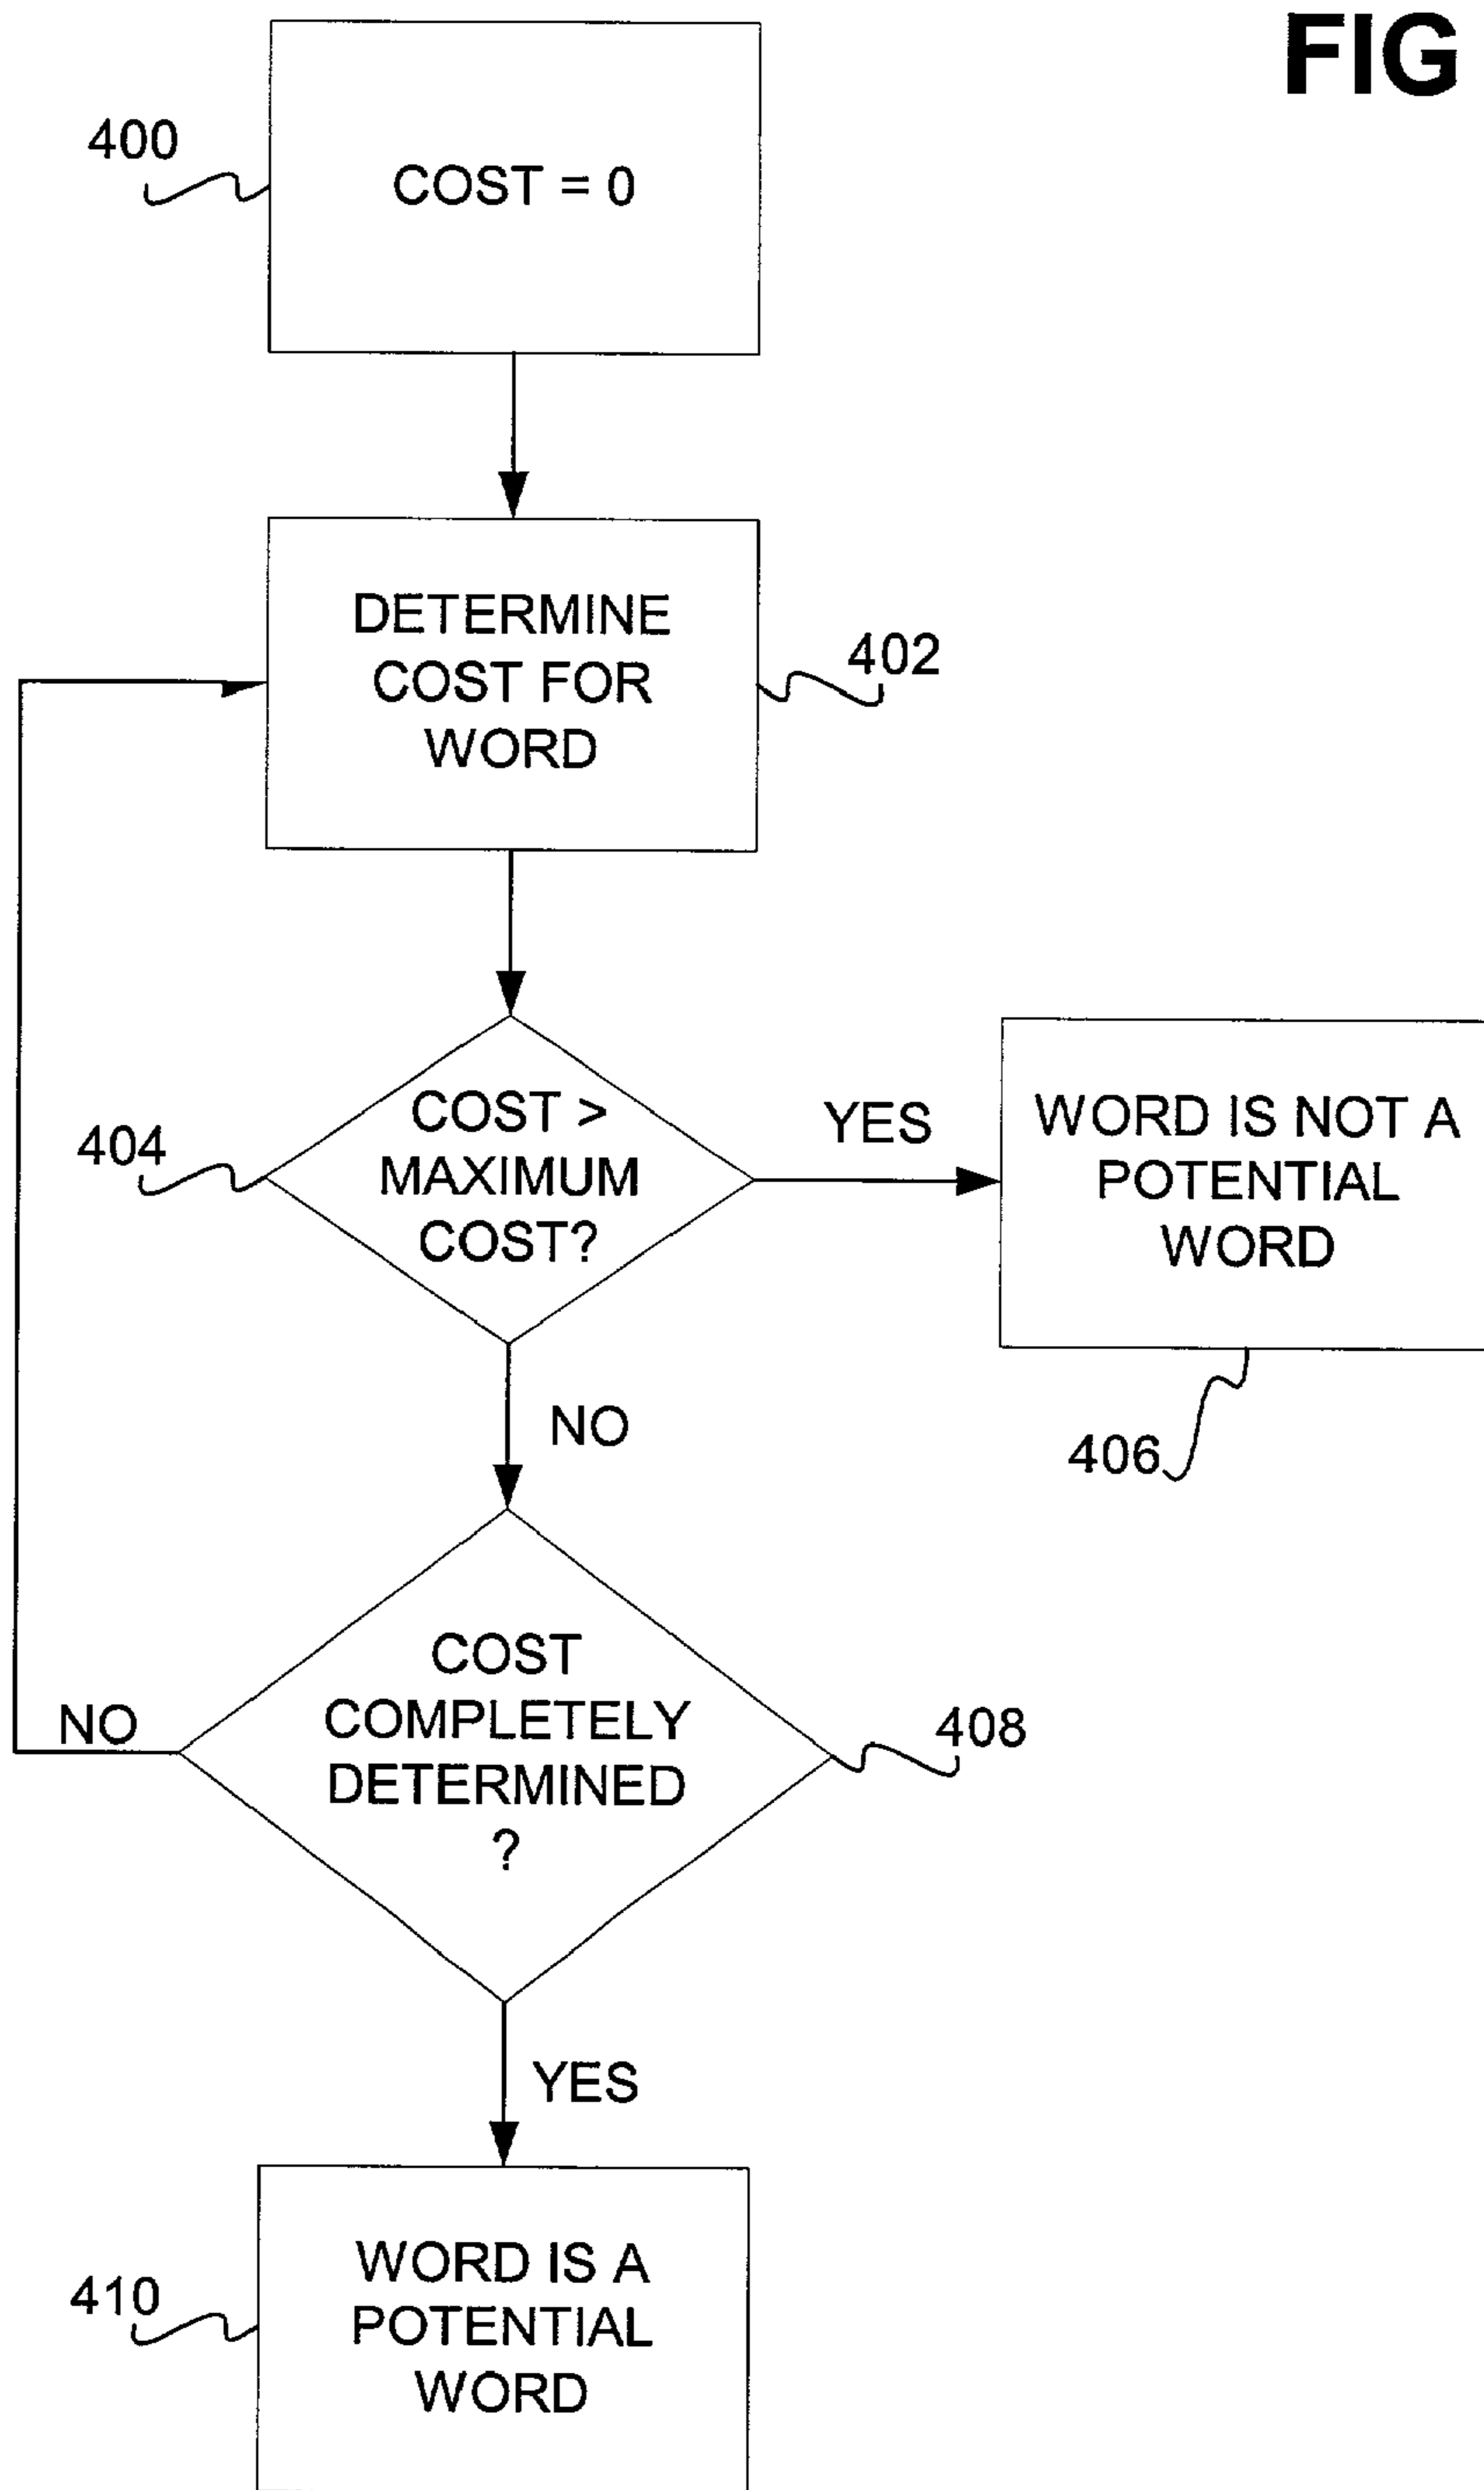 FIG
400
COST = 0
DETERMINE
COST FOR
WORD
402
404
COST >
MAXIMUM
COST?
YES
WORD IS NOT A
POTENTIAL
WORD
406
NO
COST
COMPLETELY
DETERMINED
?
NO
408
YES
410
WORD IS A
POTENTIAL
WORD